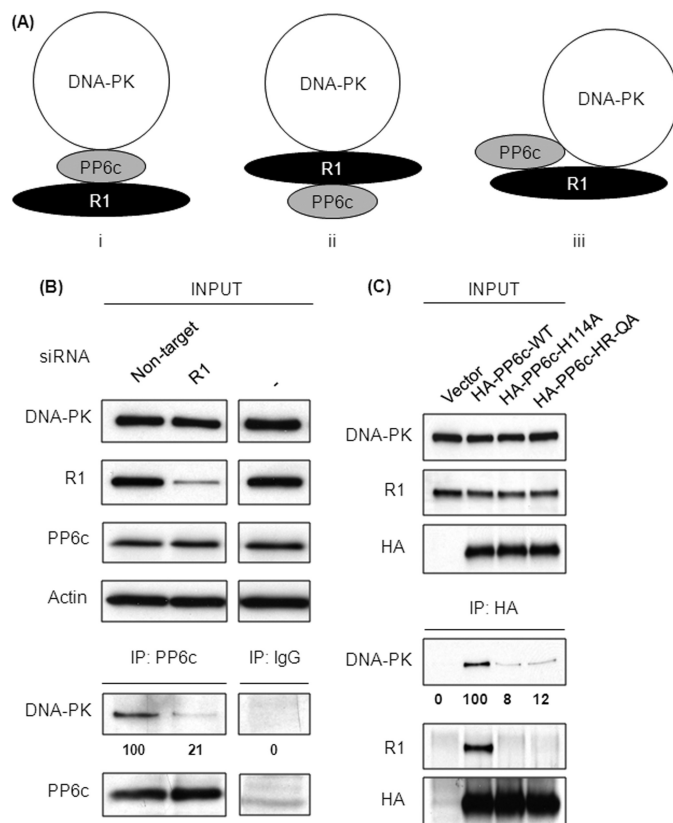 (A)
DNA-PK
PP6c
R1
i
DNA-PK
R1
PP6c
ii
DNA-PK
PP6c
R1
iii
(B)
INPUT
siRNA
Non-target
R1
-
DNA-PK
R1
PP6c
Actin
IP: PP6c
IP: IgG
DNA-PK
100 21 0
PP6c
(C)
INPUT
Vector
HA-PP6c-WT
HA-PP6c-H114A
HA-PP6c-HR-QA
DNA-PK
R1
HA
IP: HA
DNA-PK
0 100 8 12
R1
HA